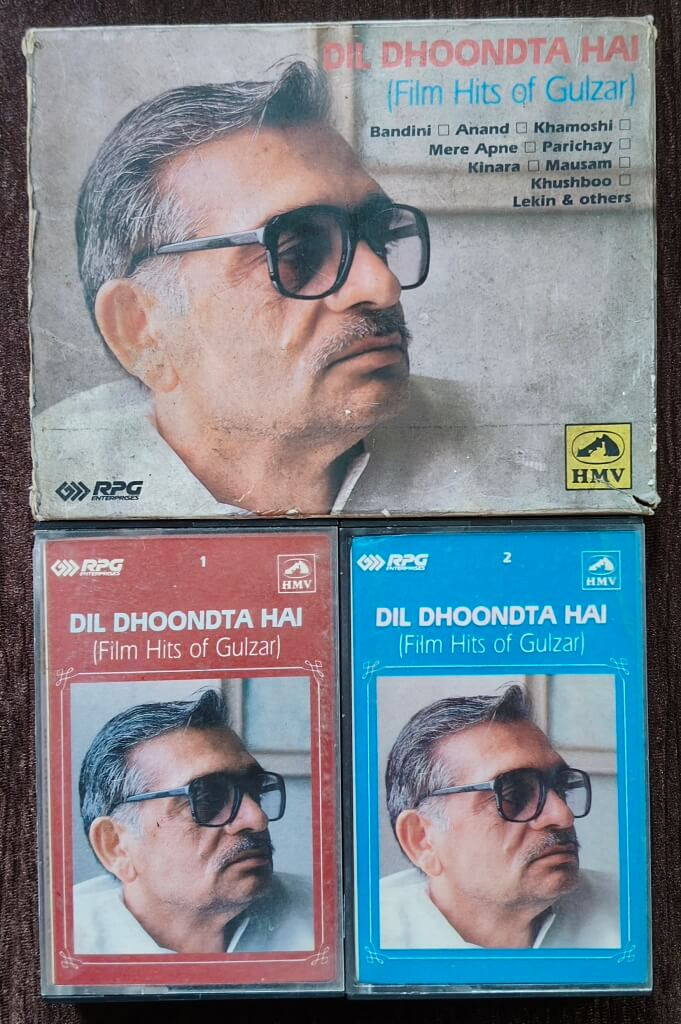 DIL DHOONDTA HAI
(Film Hits of Gulzar)
Bandini □ Anand □ Khamoshi □
Mere Apne □ Parichay □
Kinara □ Mausam □
Khushboo □
Lekin & others
RPG
ENTERPRISES
HMV
RPG
ENTERPRISES
1
HMV
DIL DHOONDTA HAI
(Film Hits of Gulzar)
RPG
ENTERPRISES
2
HMV
DIL DHOONDTA HAI
(Film Hits of Gulzar)